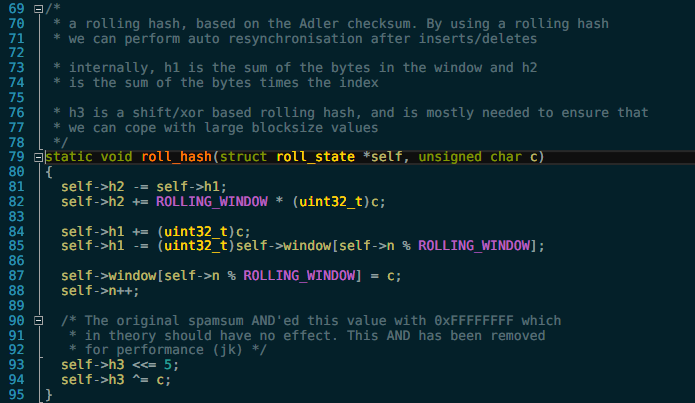 69 /*
70  * a rolling hash, based on the Adler checksum. By using a rolling hash
71  * we can perform auto resynchronisation after inserts/deletes
72
73  * internally, h1 is the sum of the bytes in the window and h2
74  * is the sum of the bytes times the index
75
76  * h3 is a shift/xor based rolling hash, and is mostly needed to ensure that
77  * we can cope with large blocksize values
78  */
79 static void roll_hash(struct roll_state *self, unsigned char c)
80 {
81   self->h2 -= self->h1;
82   self->h2 += ROLLING_WINDOW * (uint32_t)c;
83
84   self->h1 += (uint32_t)c;
85   self->h1 -= (uint32_t)self->window[self->n % ROLLING_WINDOW];
86
87   self->window[self->n % ROLLING_WINDOW] = c;
88   self->n++;
89
90   /* The original spamsum AND'ed this value with 0xFFFFFFFF which
91    * in theory should have no effect. This AND has been removed
92    * for performance (jk) */
93   self->h3 <<= 5;
94   self->h3 ^= c;
95 }